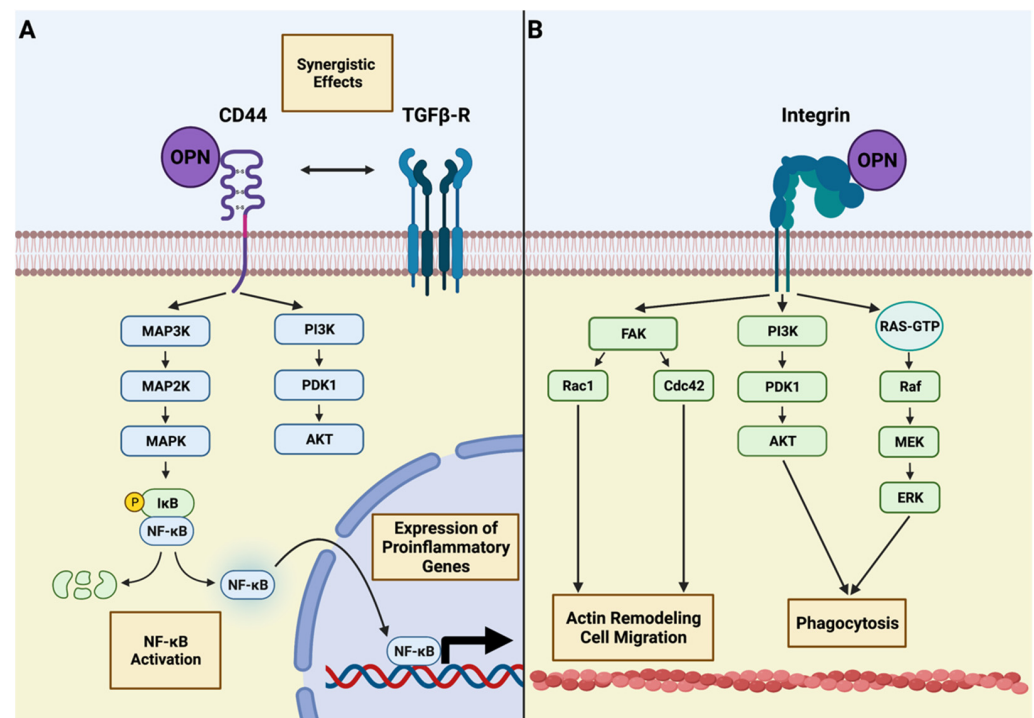 A
Synergistic
Effects
CD44
TGFβ-R
OPN
S-S
S-S
S-S
MAP3K
PI3K
MAP2K
PDK1
MAPK
AKT
P
IκB
NF-κB
NF-κB
NF-κB
Activation
Expression of
Proinflammatory
Genes
NF-κB
B
Integrin
OPN
FAK
PI3K
RAS-GTP
Rac1
Cdc42
PDK1
Raf
AKT
MEK
ERK
Actin Remodeling
Cell Migration
Phagocytosis